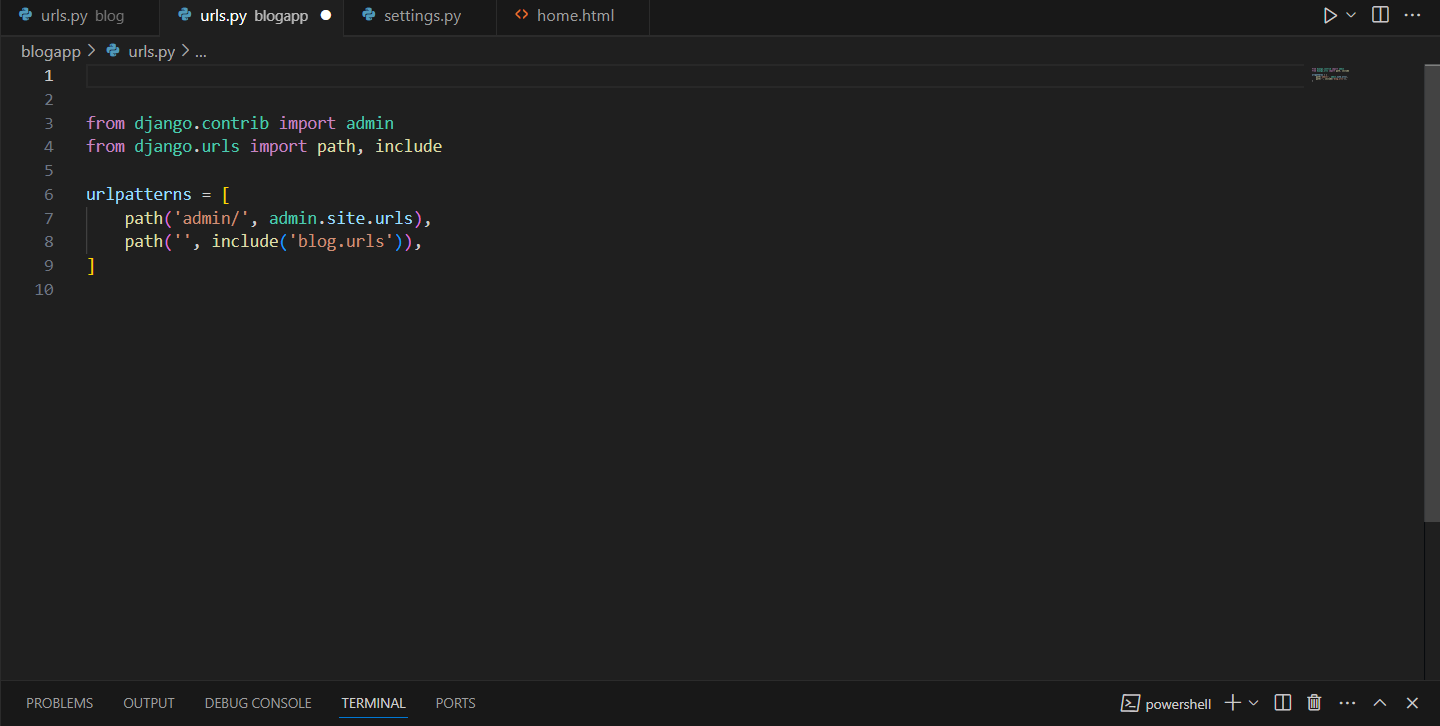 urls.py blog urls.py blogapp settings.py home.html
blogapp > urls.py > ...
1
2
3 from django.contrib import admin
4 from django.urls import path, include
5
6 urlpatterns = [
7     path('admin/', admin.site.urls),
8     path('', include('blog.urls')),
9 ]
10
PROBLEMS OUTPUT DEBUG CONSOLE TERMINAL PORTS powershell